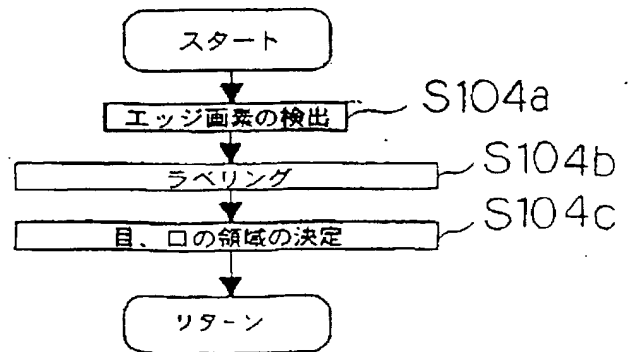 スタート
エッジ画素の検出 S104a
ラベリング S104b
目、口の領域の決定 S104c
リターン